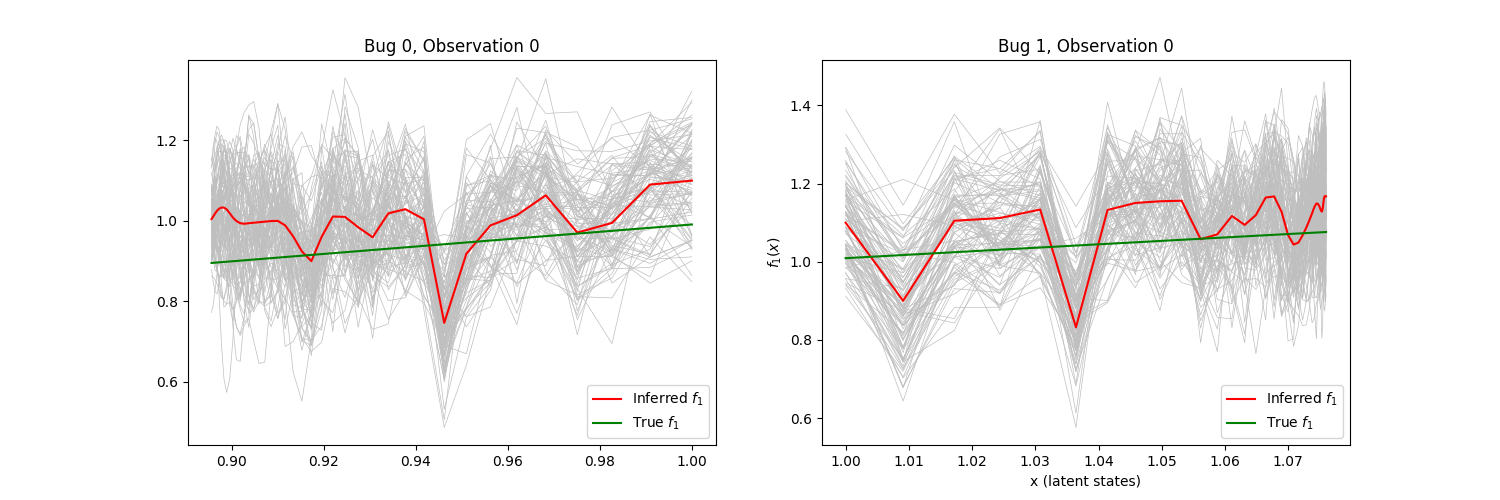 Bug 0, Observation 0
1.2
1.0
0.8
0.6
0.90
0.92
0.94
0.96
0.98
1.00
Inferred f₁
True f₁
Bug 1, Observation 0
f₁(x)
1.4
1.2
1.0
0.8
0.6
1.00
1.01
1.02
1.03
1.04
1.05
1.06
1.07
x (latent states)
Inferred f₁
True f₁